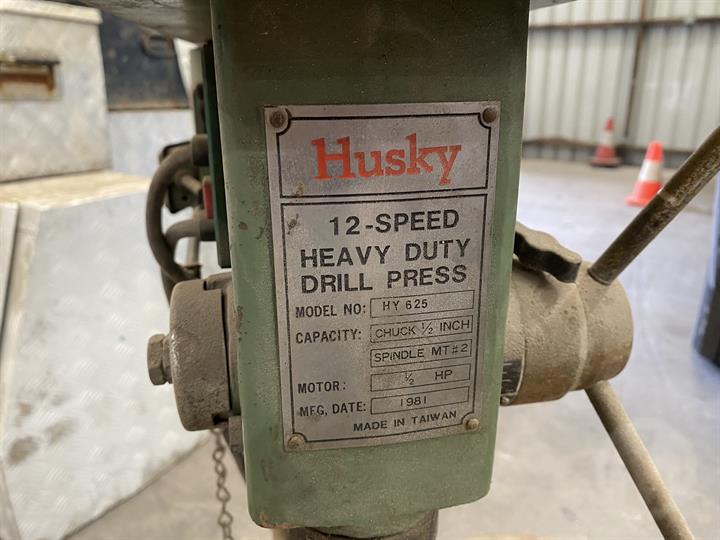 Husky
12-SPEED
HEAVY DUTY
DRILL PRESS
MODEL NO: HY 625
CAPACITY: CHUCK ½ INCH
SPINDLE MT#2
MOTOR: ½ HP
MFG, DATE: 1981
MADE IN TAIWAN